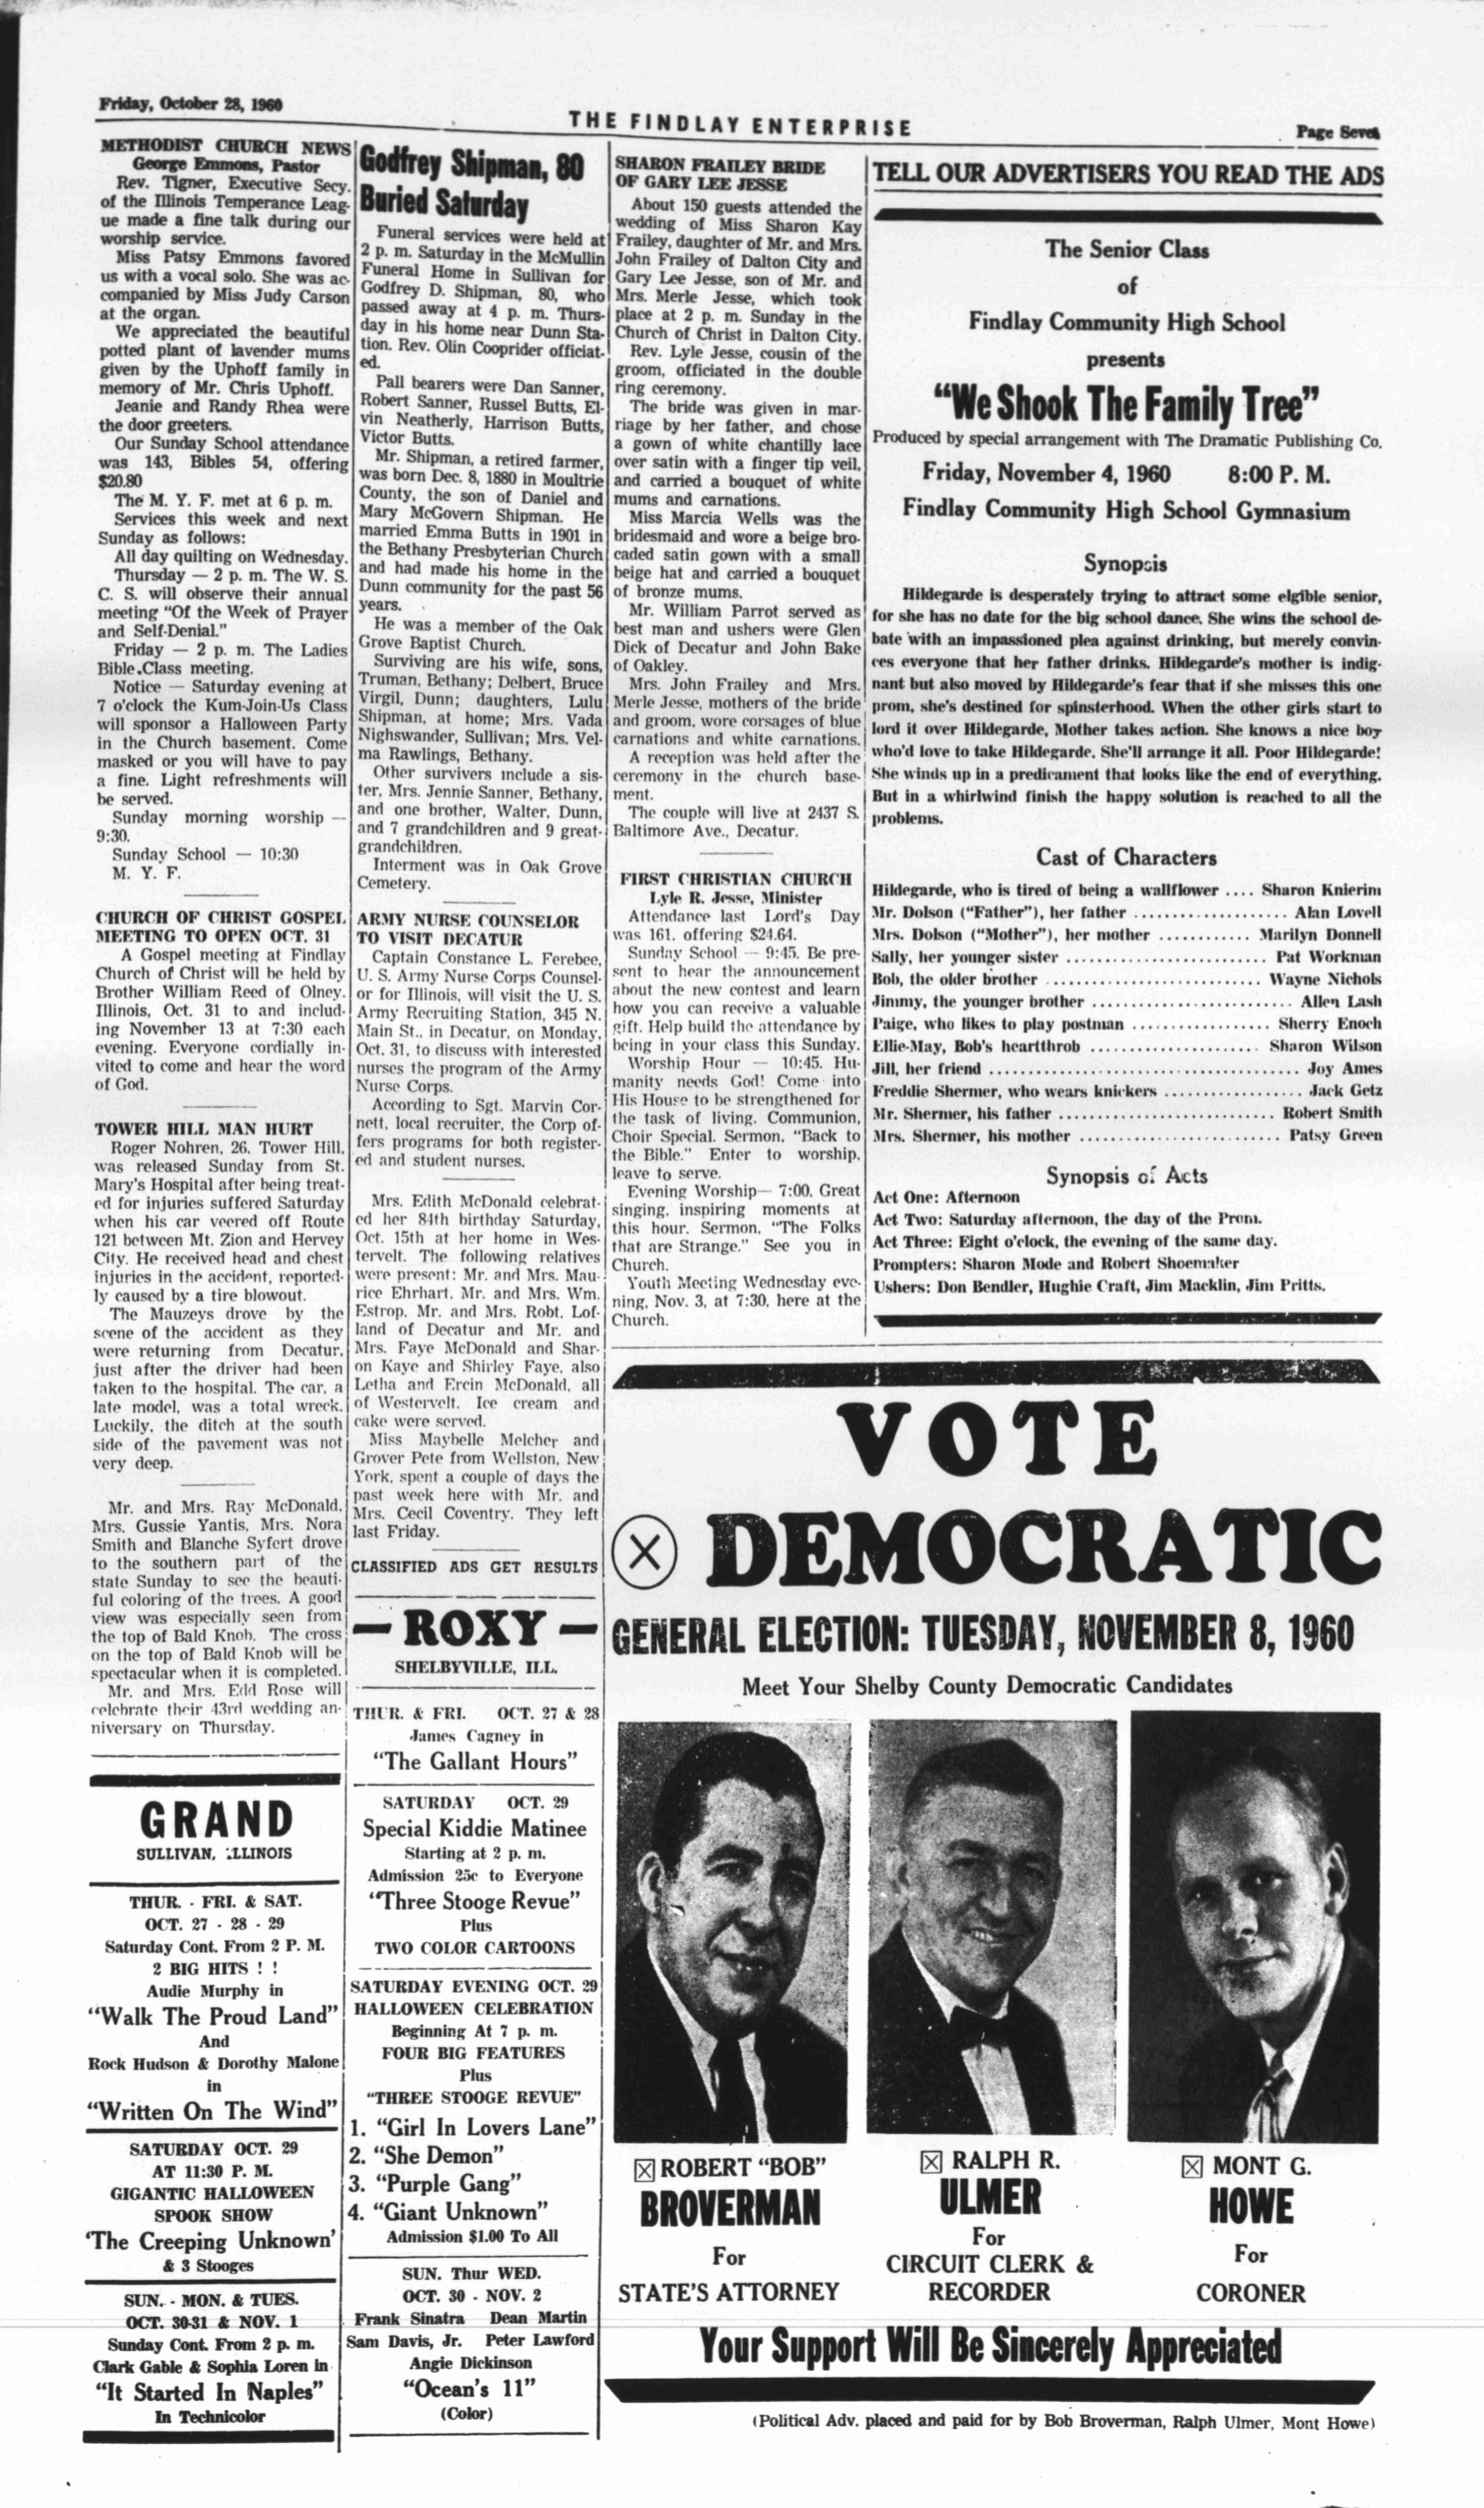 Friday, October 28, 1960
THE FINDLAY ENTERPRISE
Page Seven
METHODIST CHURCH NEWS
George Emmons, Pastor
Rev. Tigner, Executive Secy.
of the Illinois Temperance Leag-
ue made a fine talk during our
worship service.
Miss Patsy Emmons favored
us with a vocal solo. She was ac-
companied by Miss Judy Carson
at the organ.
We appreciated the beautiful
potted plant of lavender mums
given by the Uphoff family in
memory of Mr. Chris Uphoff.
Jeanie and Randy Rhea were
the door greeters.
Our Sunday School attendance
was 143, Bibles 54, offering
$20.80
The M. Y. F. met at 6 p. m.
Services this week and next
Sunday as follows:
All day quilting on Wednesday.
Thursday — 2 p. m. The W. S.
C. S. will observe their annual
meeting "Of the Week of Prayer
and Self-Denial."
Friday — 2 p. m. The Ladies
Bible Class meeting.
Notice — Saturday evening at
7 o'clock the Kum-Join-Us Class
will sponsor a Halloween Party
in the Church basement. Come
masked or you will have to pay
a fine. Light refreshments will
be served.
Sunday morning worship —
9:30.
Sunday School — 10:30
M. Y. F.
CHURCH OF CHRIST GOSPEL
MEETING TO OPEN OCT. 31
A Gospel meeting at Findlay
Church of Christ will be held by
Brother William Reed of Olney,
Illinois, Oct. 31 to and includ-
ing November 13 at 7:30 each
evening. Everyone cordially in-
vited to come and hear the word
of God.
TOWER HILL MAN HURT
Roger Nohren, 26, Tower Hill,
was released Sunday from St.
Mary's Hospital after being treat-
ed for injuries suffered Saturday
when his car veered off Route
121 between Mt. Zion and Hervey
City. He received head and chest
injuries in the accident, reported-
ly caused by a tire blowout.
The Mauzeys drove by the
scene of the accident as they
were returning from Decatur,
just after the driver had been
taken to the hospital. The car, a
late model, was a total wreck.
Luckily, the ditch at the south
side of the pavement was not
very deep.
Mr. and Mrs. Ray McDonald,
Mrs. Gussie Yantis, Mrs. Nora
Smith and Blanche Syfert drove
to the southern part of the
state Sunday to see the beauti-
ful coloring of the trees. A good
view was especially seen from
the top of Bald Knob. The cross
on the top of Bald Knob will be
spectacular when it is completed.
Mr. and Mrs. Edd Rose will
celebrate their 43rd wedding an-
niversary on Thursday.
GRAND
SULLIVAN, ILLINOIS
THUR. - FRI. & SAT.
OCT. 27 - 28 - 29
Saturday Cont. From 2 P. M.
2 BIG HITS ! !
Audie Murphy in
"Walk The Proud Land"
And
Rock Hudson & Dorothy Malone
in
"Written On The Wind"
SATURDAY OCT. 29
AT 11:30 P. M.
GIGANTIC HALLOWEEN
SPOOK SHOW
'The Creeping Unknown'
& 3 Stooges
SUN. - MON. & TUES.
OCT. 30-31 & NOV. 1
Sunday Cont. From 2 p. m.
Clark Gable & Sophia Loren in
"It Started In Naples"
In Technicolor
Godfrey Shipman, 80
Buried Saturday
Funeral services were held at
2 p. m. Saturday in the McMullin
Funeral Home in Sullivan for
Godfrey D. Shipman, 80, who
passed away at 4 p. m. Thurs-
day in his home near Dunn Sta-
tion. Rev. Olin Cooprider officiat-
ed.
Pall bearers were Dan Sanner,
Robert Sanner, Russel Butts, El-
vin Neatherly, Harrison Butts,
Victor Butts.
Mr. Shipman, a retired farmer,
was born Dec. 8, 1880 in Moultrie
County, the son of Daniel and
Mary McGovern Shipman. He
married Emma Butts in 1901 in
the Bethany Presbyterian Church
and had made his home in the
Dunn community for the past 56
years.
He was a member of the Oak
Grove Baptist Church.
Surviving are his wife, sons,
Truman, Bethany; Delbert, Bruce
Virgil, Dunn; daughters, Lulu
Shipman, at home; Mrs. Vada
Nighswander, Sullivan; Mrs. Vel-
ma Rawlings, Bethany.
Other survivers include a sis-
ter, Mrs. Jennie Sanner, Bethany,
and one brother, Walter, Dunn,
and 7 grandchildren and 9 great-
grandchildren.
Interment was in Oak Grove
Cemetery.
ARMY NURSE COUNSELOR
TO VISIT DECATUR
Captain Constance L. Ferebee,
U. S. Army Nurse Corps Counsel-
or for Illinois, will visit the U. S.
Army Recruiting Station, 345 N.
Main St., in Decatur, on Monday,
Oct. 31, to discuss with interested
nurses the program of the Army
Nurse Corps.
According to Sgt. Marvin Cor-
nett, local recruiter, the Corp of-
fers programs for both register-
ed and student nurses.
Mrs. Edith McDonald celebrat-
ed her 84th birthday Saturday,
Oct. 15th at her home in Wes-
tervelt. The following relatives
were present: Mr. and Mrs. Mau-
rice Ehrhart, Mr. and Mrs. Wm.
Estrop, Mr. and Mrs. Robt. Lof-
land of Decatur and Mr. and
Mrs. Faye McDonald and Shar-
on Kaye and Shirley Faye, also
Letha and Ercin McDonald, all
of Westervelt. Ice cream and
cake were served.
Miss Maybelle Melcher and
Grover Pete from Wellston, New
York, spent a couple of days the
past week here with Mr. and
Mrs. Cecil Coventry. They left
last Friday.
CLASSIFIED ADS GET RESULTS
— ROXY —
SHELBYVILLE, ILL.
THUR. & FRI. OCT. 27 & 28
James Cagney in
"The Gallant Hours"
SATURDAY OCT. 29
Special Kiddie Matinee
Starting at 2 p. m.
Admission 25c to Everyone
"Three Stooge Revue"
Plus
TWO COLOR CARTOONS
SATURDAY EVENING OCT. 29
HALLOWEEN CELEBRATION
Beginning At 7 p. m.
FOUR BIG FEATURES
Plus
"THREE STOOGE REVUE"
1. "Girl In Lovers Lane"
2. "She Demon"
3. "Purple Gang"
4. "Giant Unknown"
Admission $1.00 To All
SUN. Thur WED.
OCT. 30 - NOV. 2
Frank Sinatra Dean Martin
Sam Davis, Jr. Peter Lawford
Angie Dickinson
"Ocean's 11"
(Color)
SHARON FRAILEY BRIDE
OF GARY LEE JESSE
About 150 guests attended the
wedding of Miss Sharon Kay
Frailey, daughter of Mr. and Mrs.
John Frailey of Dalton City and
Gary Lee Jesse, son of Mr. and
Mrs. Merle Jesse, which took
place at 2 p. m. Sunday in the
Church of Christ in Dalton City.
Rev. Lyle Jesse, cousin of the
groom, officiated in the double
ring ceremony.
The bride was given in mar-
riage by her father, and chose
a gown of white chantilly lace
over satin with a finger tip veil,
and carried a bouquet of white
mums and carnations.
Miss Marcia Wells was the
bridesmaid and wore a beige bro-
caded satin gown with a small
beige hat and carried a bouquet
of bronze mums.
Mr. William Parrot served as
best man and ushers were Glen
Dick of Decatur and John Bake
of Oakley.
Mrs. John Frailey and Mrs.
Merle Jesse, mothers of the bride
and groom, wore corsages of blue
carnations and white carnations.
A reception was held after the
ceremony in the church base-
ment.
The couple will live at 2437 S.
Baltimore Ave., Decatur.
FIRST CHRISTIAN CHURCH
Lyle R. Jesse, Minister
Attendance last Lord's Day
was 161, offering $24.64.
Sunday School — 9:45. Be pre-
sent to hear the announcement
about the new contest and learn
how you can receive a valuable
gift. Help build the attendance by
being in your class this Sunday.
Worship Hour — 10:45. Hu-
manity needs God! Come into
His House to be strengthened for
the task of living. Communion,
Choir Special. Sermon, "Back to
the Bible." Enter to worship,
leave to serve.
Evening Worship— 7:00. Great
singing, inspiring moments at
this hour. Sermon, "The Folks
that are Strange." See you in
Church.
Youth Meeting Wednesday eve-
ning, Nov. 3, at 7:30, here at the
Church.
TELL OUR ADVERTISERS YOU READ THE ADS
The Senior Class
of
Findlay Community High School
presents
"We Shook The Family Tree"
Produced by special arrangement with The Dramatic Publishing Co.
Friday, November 4, 1960 8:00 P. M.
Findlay Community High School Gymnasium
Synopsis
Hildegarde is desperately trying to attract some elgible senior,
for she has no date for the big school dance. She wins the school de-
bate with an impassioned plea against drinking, but merely convin-
ces everyone that her father drinks. Hildegarde's mother is indig-
nant but also moved by Hildegarde's fear that if she misses this one
prom, she's destined for spinsterhood. When the other girls start to
lord it over Hildegarde, Mother takes action. She knows a nice boy
who'd love to take Hildegarde. She'll arrange it all. Poor Hildegarde!
She winds up in a predicament that looks like the end of everything.
But in a whirlwind finish the happy solution is reached to all the
problems.
Cast of Characters
Hildegarde, who is tired of being a wallflower .... Sharon Knierim
Mr. Dolson ("Father"), her father ................... Alan Lovell
Mrs. Dolson ("Mother"), her mother ............ Marilyn Donnell
Sally, her younger sister .......................... Pat Workman
Bob, the older brother ............................ Wayne Nichols
Jimmy, the younger brother .......................... Allen Lash
Paige, who likes to play postman .................. Sherry Enoch
Ellie-May, Bob's heartthrob ...................... Sharon Wilson
Jill, her friend ........................................ Joy Ames
Freddie Shermer, who wears knickers .................. Jack Getz
Mr. Shermer, his father ............................ Robert Smith
Mrs. Shermer, his mother .......................... Patsy Green
Synopsis of Acts
Act One: Afternoon
Act Two: Saturday afternoon, the day of the Prom.
Act Three: Eight o'clock, the evening of the same day.
Prompters: Sharon Mode and Robert Shoemaker
Ushers: Don Bendler, Hughie Craft, Jim Macklin, Jim Pritts.
VOTE
DEMOCRATIC
GENERAL ELECTION: TUESDAY, NOVEMBER 8, 1960
Meet Your Shelby County Democratic Candidates
ROBERT "BOB"
BROVERMAN
For
STATE'S ATTORNEY
RALPH R.
ULMER
For
CIRCUIT CLERK &
RECORDER
MONT G.
HOWE
For
CORONER
Your Support Will Be Sincerely Appreciated
(Political Adv. placed and paid for by Bob Broverman, Ralph Ulmer, Mont Howe)